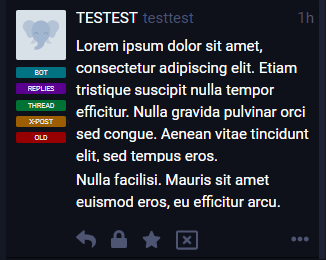 TESTEST testtest 1h
Lorem ipsum dolor sit amet,
consectetur adipiscing elit. Etiam
tristique suscipit nulla tempor
efficitur. Nulla gravida pulvinar orci
sed congue. Aenean vitae tincidunt
elit, sed tempus eros.
Nulla facilisi. Mauris sit amet
euismod eros, eu efficitur arcu.
BOT
REPLIES
THREAD
X-POST
OLD